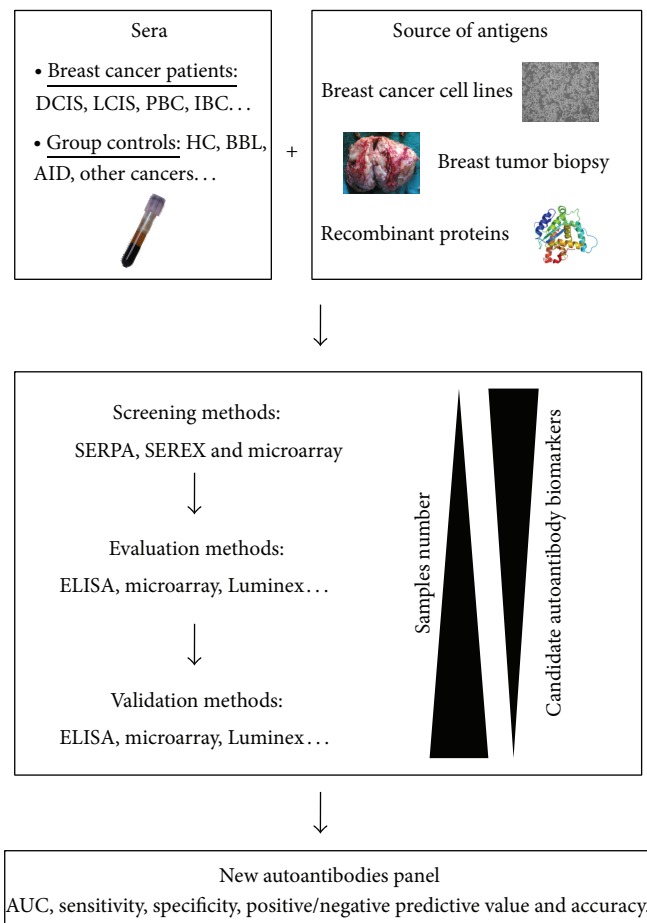 Sera
• Breast cancer patients:
DCIS, LCIS, PBC, IBC...
• Group controls: HC, BBL,
AID, other cancers...
+
Source of antigens
Breast cancer cell lines
Breast tumor biopsy
Recombinant proteins
Screening methods:
SERPA, SEREX and microarray
Evaluation methods:
ELISA, microarray, Luminex...
Validation methods:
ELISA, microarray, Luminex...
Samples number
Candidate autoantibody biomarkers
New autoantibodies panel
AUC, sensitivity, specificity, positive/negative predictive value and accuracy.